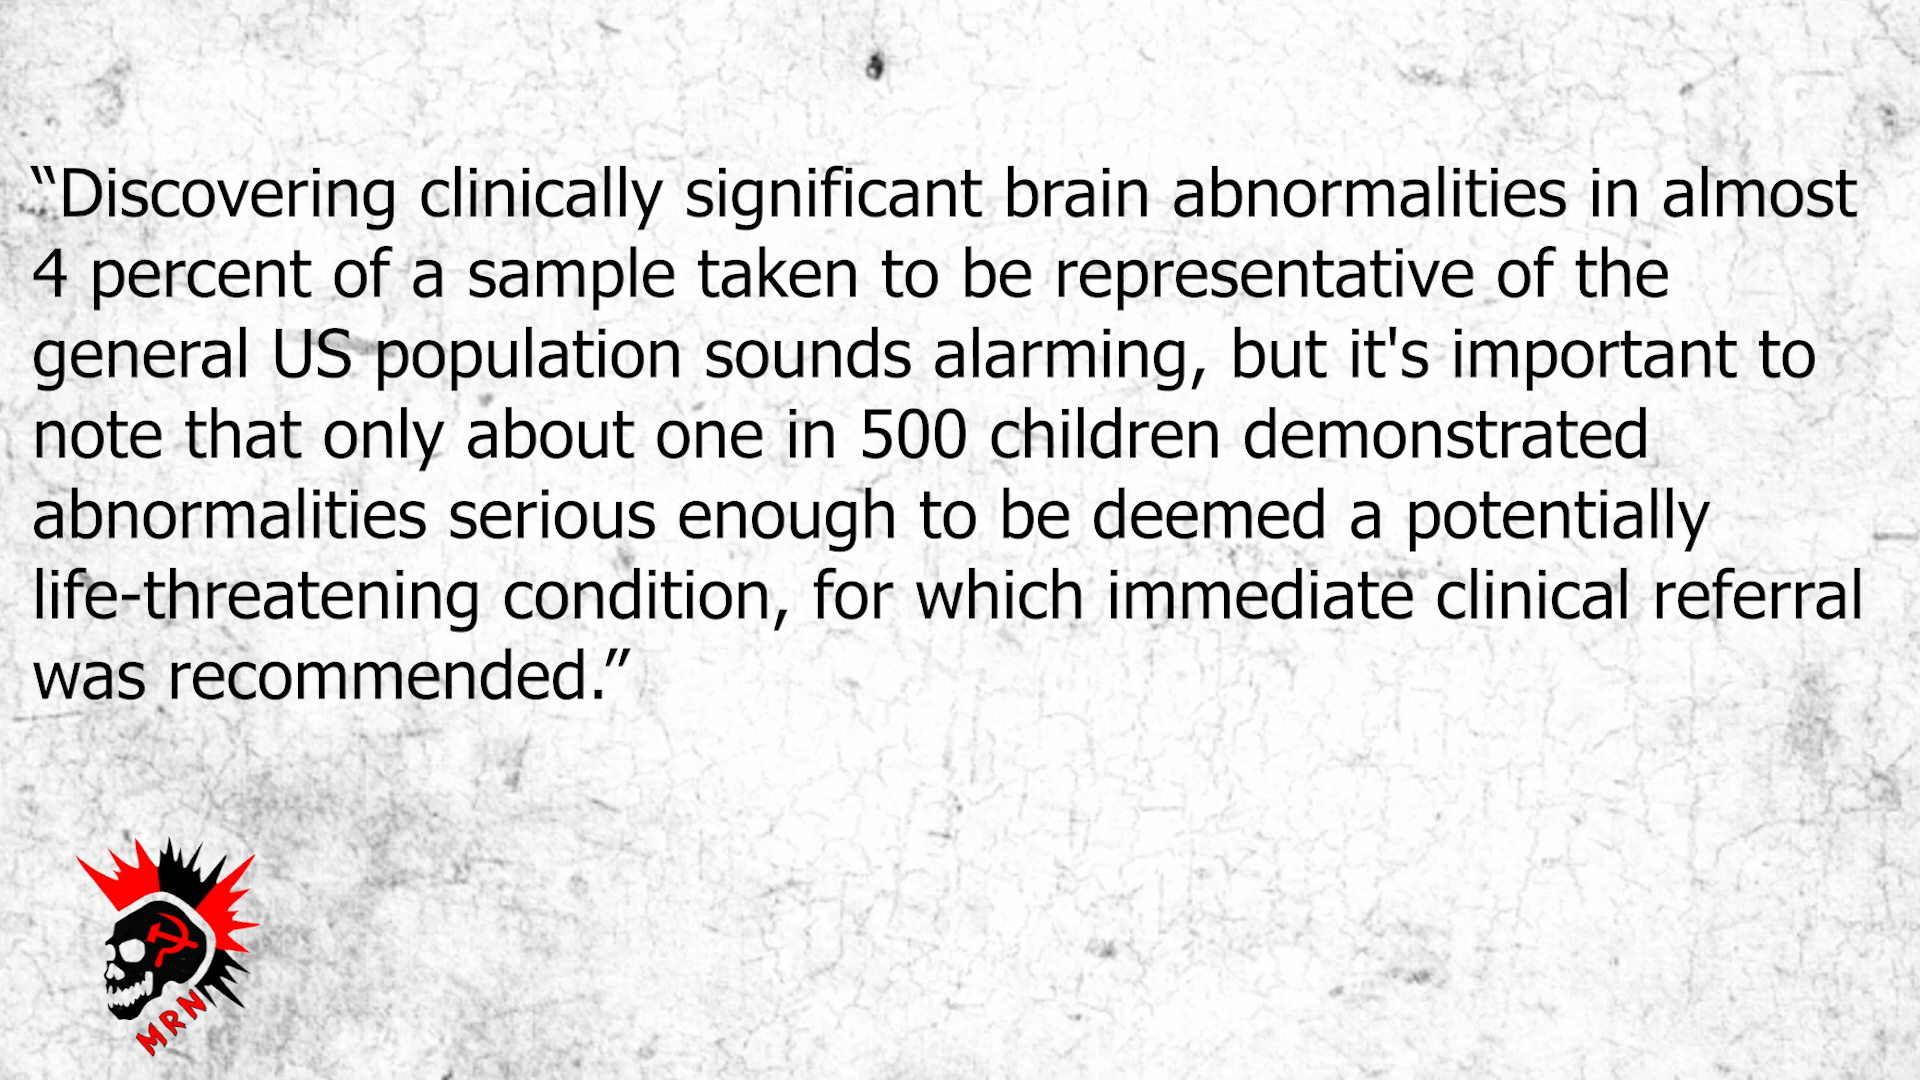 “Discovering clinically significant brain abnormalities in almost
4 percent of a sample taken to be representative of the
general US population sounds alarming, but it's important to
note that only about one in 500 children demonstrated
abnormalities serious enough to be deemed a potentially
life-threatening condition, for which immediate clinical referral
was recommended.”
MRN